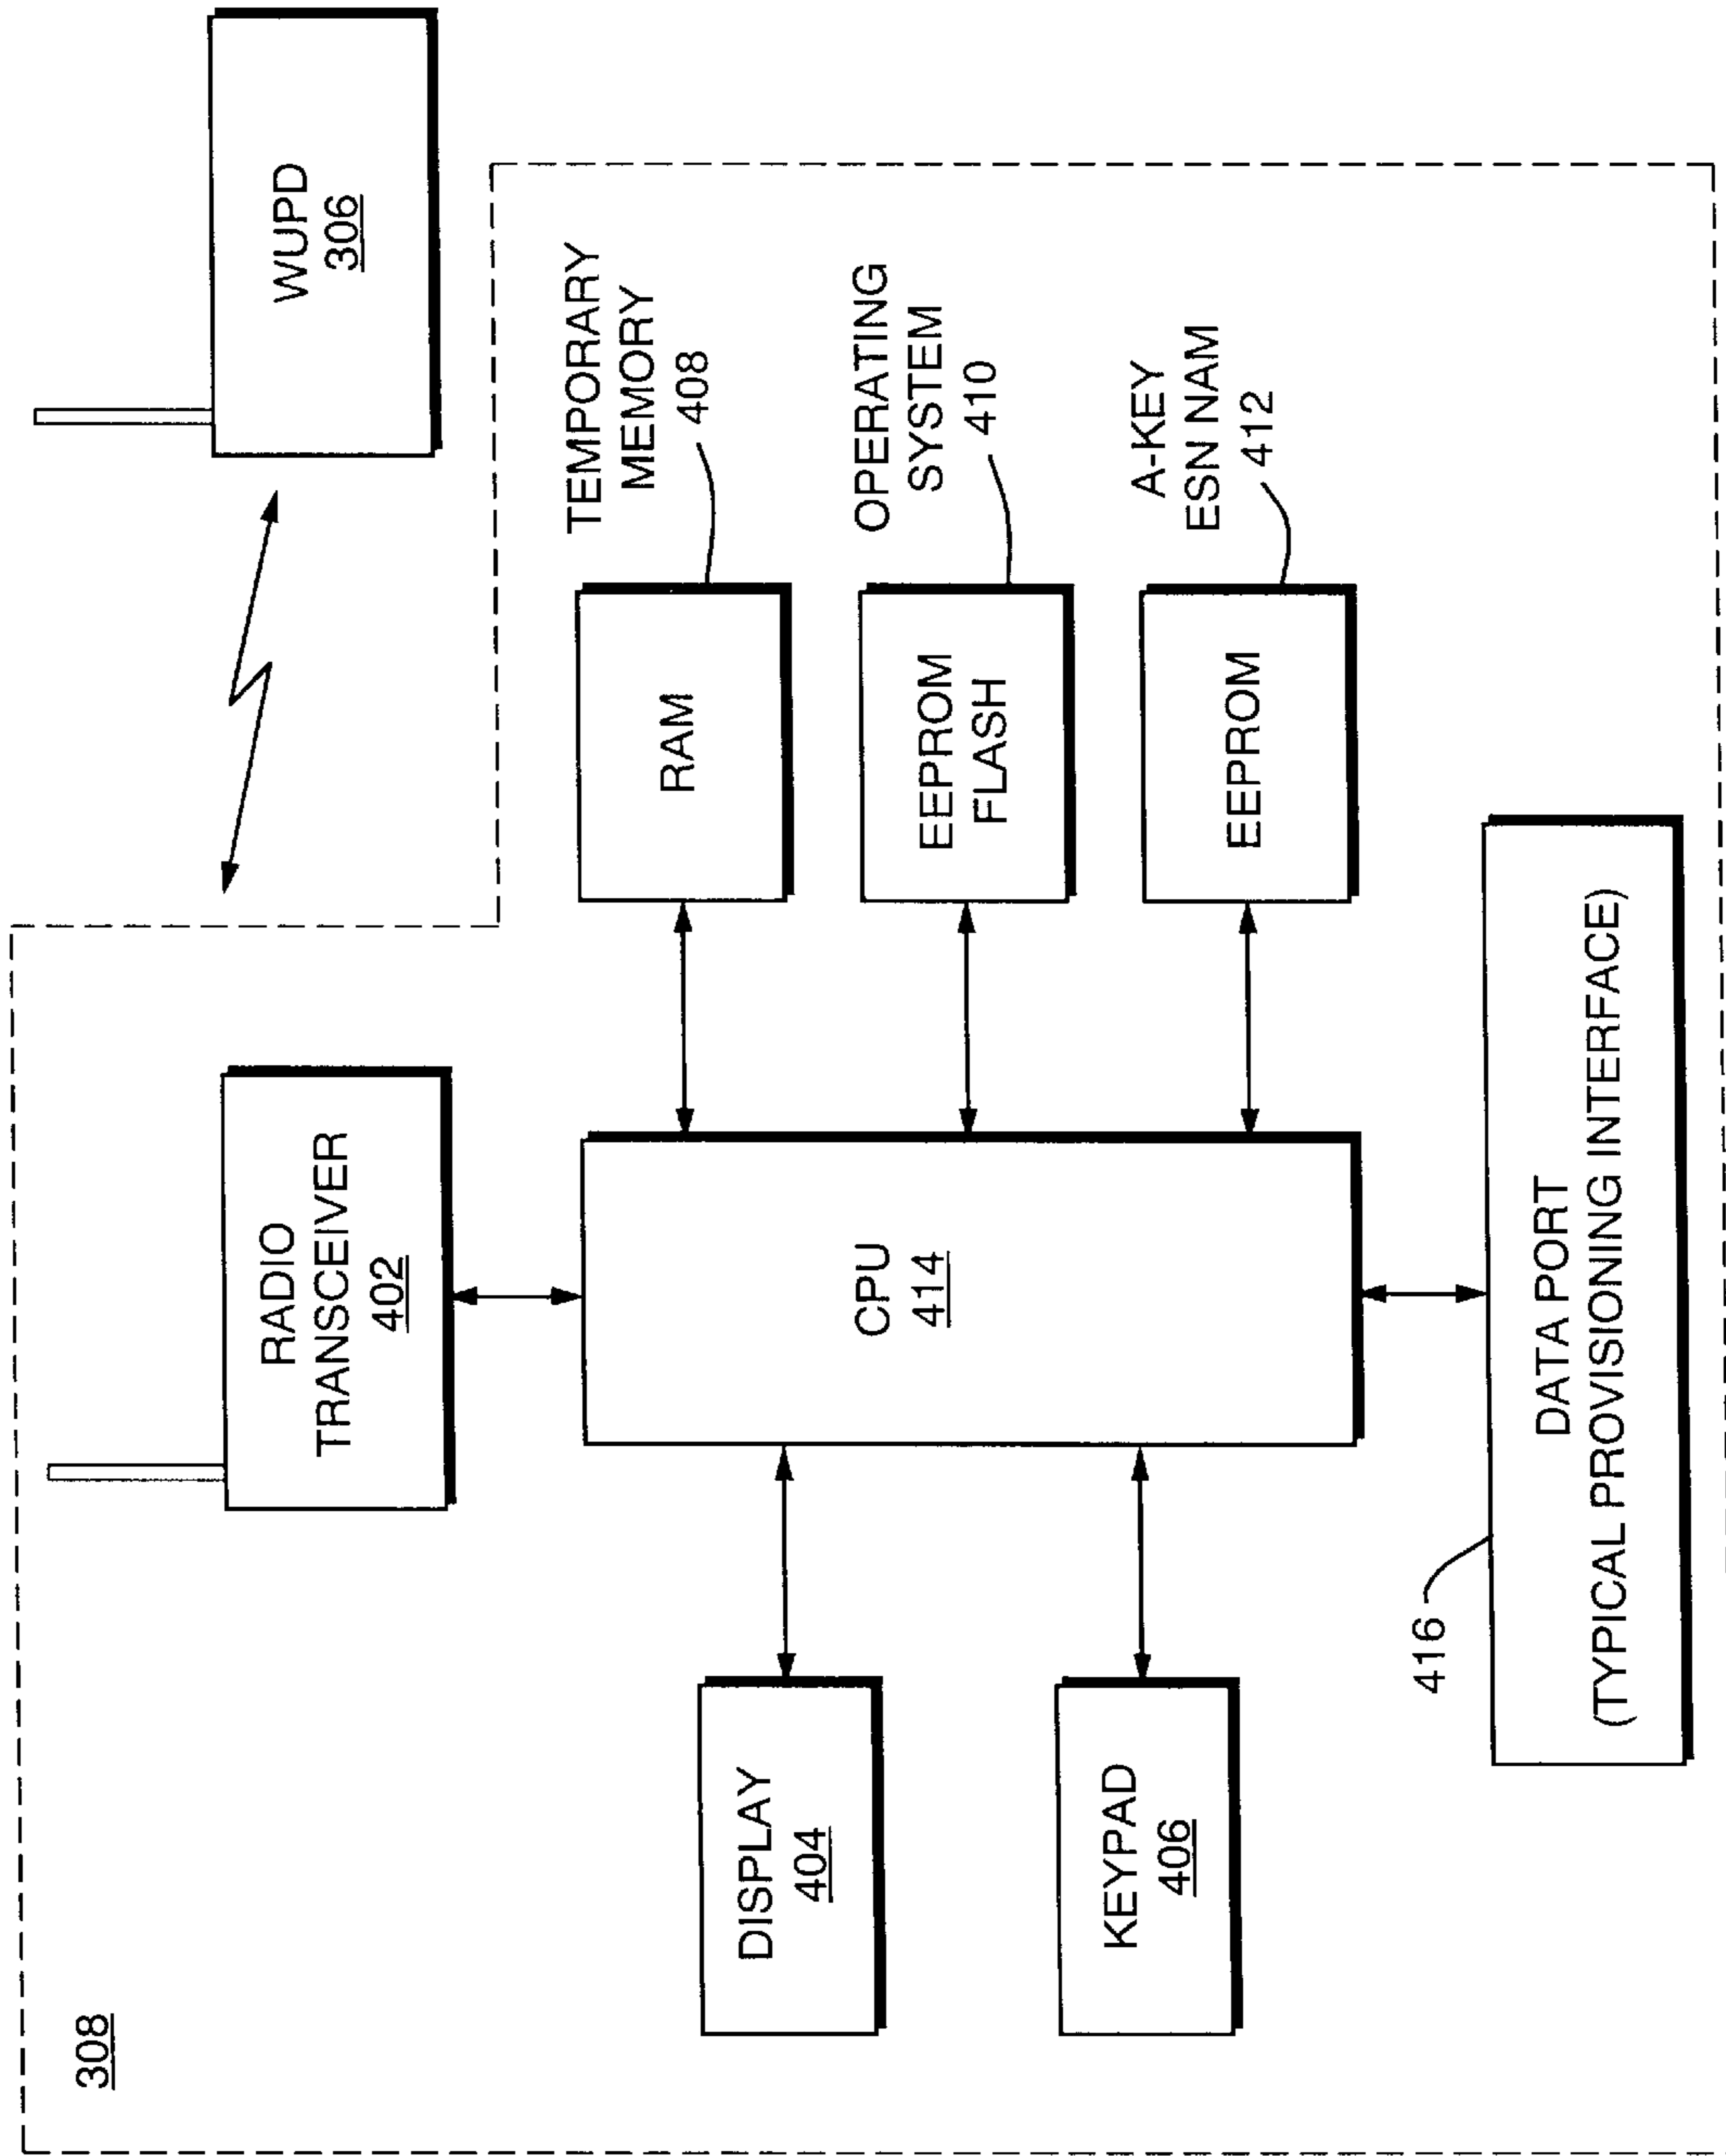 308
RADIO
TRANSCEIVER
402
WUPD
306
DISPLAY
404
KEYPAD
406
CPU
414
RAM
TEMPORARY
MEMORY
408
EEPROM
FLASH
OPERATING
SYSTEM
410
EEPROM
A-KEY
ESN NAM
412
416
DATA PORT
(TYPICAL PROVISIONING INTERFACE)